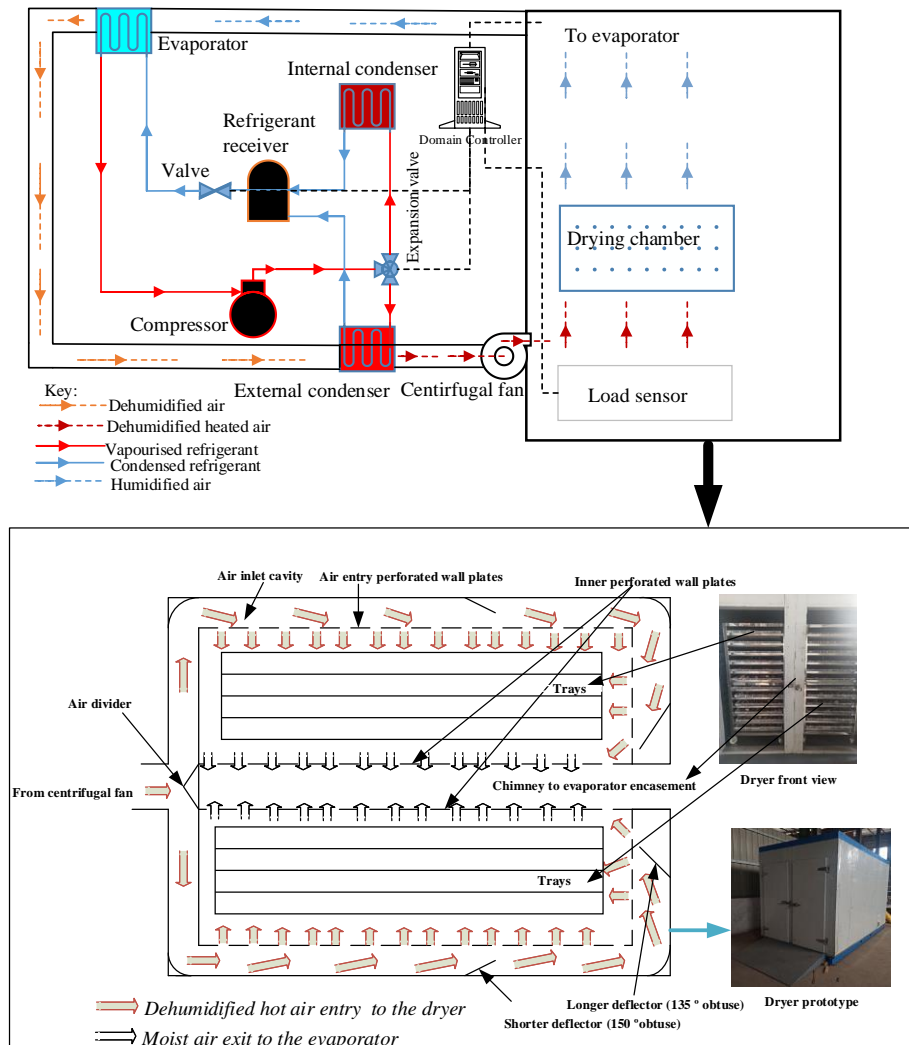 To evaporator
Evaporator
Internal condenser
Refrigerant
receiver
Domain Controller
Valve
Expansion valve
Drying chamber
Compressor
External condenser
Centirfugal fan
Load sensor
Key:
Dehumidified air
Dehumidified heated air
Vapourised refrigerant
Condensed refrigerant
Humidified air
Air inlet cavity
Air entry perforated wall plates
Inner perforated wall plates
Trays
Air divider
Dryer front view
Chimney to evaporator encasement
From centrifugal fan
Trays
Longer deflector (135 º obtuse)
Dryer prototype
Dehumidified hot air entry to the dryer
Shorter deflector (150 ºobtuse)
Moist air exit to the evaporator